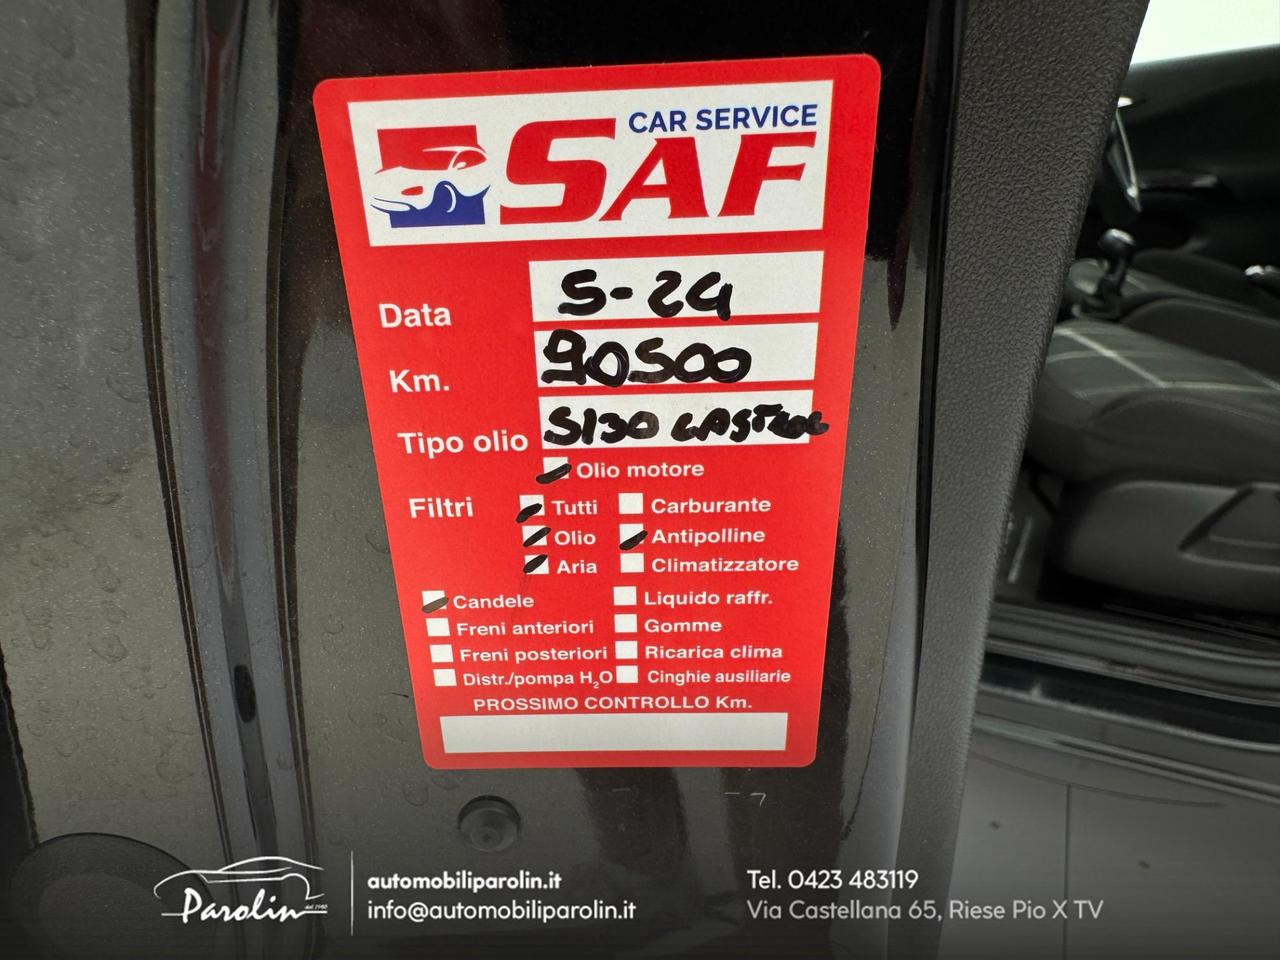 CAR SERVICE
SAF
Data 5-24
Km. 90500
Tipo olio 5130 CASTROL
Olio motore
Filtri Tutti Carburante
Olio Antipolline
Aria Climatizzatore
Candele Liquido raffr.
Freni anteriori Gomme
Freni posteriori Ricarica clima
Distr./pompa H2O Cinghie ausiliarie
PROSSIMO CONTROLLO Km.
Parolin
automobiliparolin.it Tel. 0423 483119
info@automobiliparolin.it Via Castellana 65, Riese Pio X TV